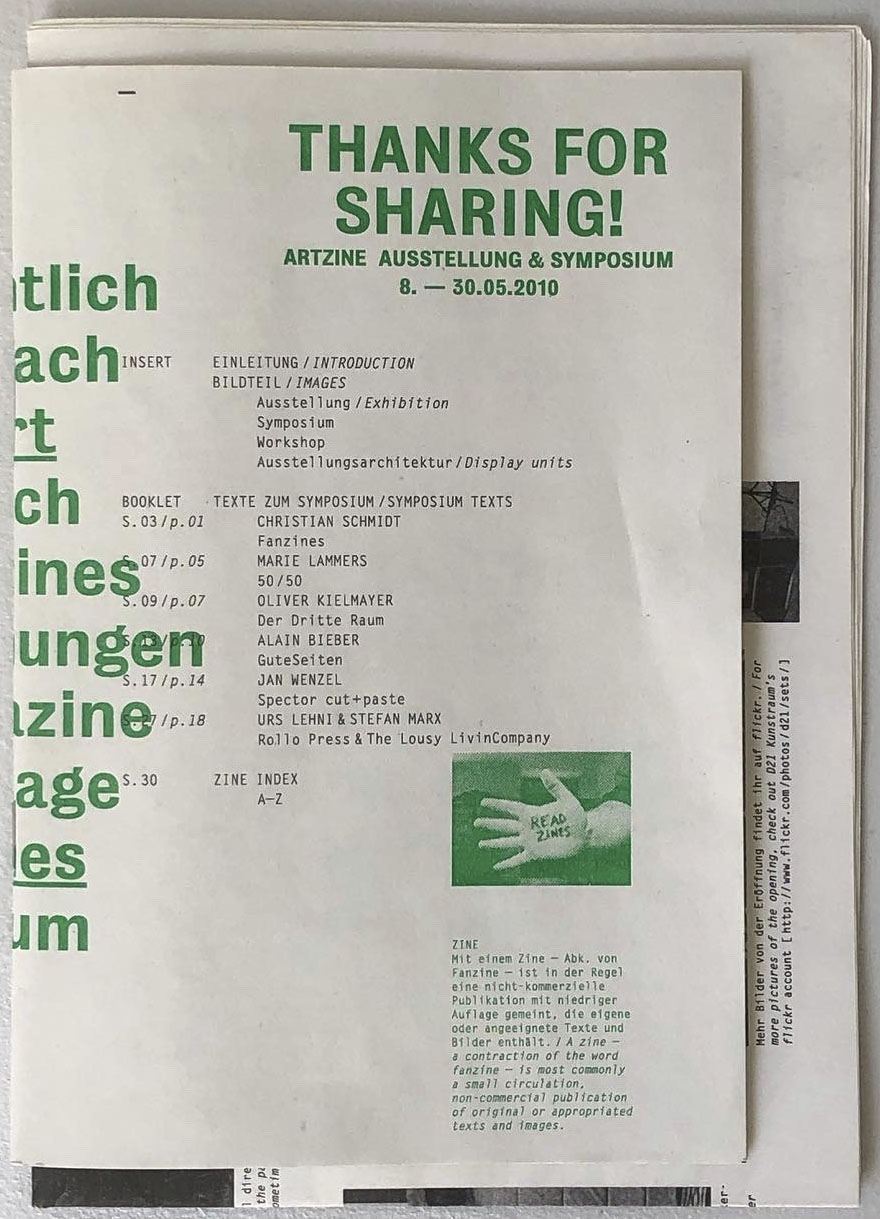 THANKS FOR
SHARING!
ARTZINE AUSSTELLUNG & SYMPOSIUM
8. — 30.05.2010
tlich
ach
rt
ch
ines
ungen
zine
age
es
um
INSERT EINLEITUNG / INTRODUCTION
BILDTEIL / IMAGES
Ausstellung / Exhibition
Symposium
Workshop
Ausstellungsarchitektur / Display units
BOOKLET TEXTE ZUM SYMPOSIUM / SYMPOSIUM TEXTS
S.03 / p.01 CHRISTIAN SCHMIDT
Fanzines
S.07 / p.05 MARIE LAMMERS
50/50
S.09 / p.07 OLIVER KIELMAYER
Der Dritte Raum
S.13 / p.10 ALAIN BIEBER
GuteSeiten
S.17 / p.14 JAN WENZEL
Spector cut+paste
/ p.18 URS LEHNI & STEFAN MARX
Rollo Press & The Lousy LivinCompany
S.30 ZINE INDEX
A–Z
READ
ZINES
ZINE
Mit einem Zine – Abk. von
Fanzine – ist in der Regel
eine nicht-kommerzielle
Publikation mit niedriger
Auflage gemeint, die eigene
oder angeeignete Texte und
Bilder enthält. / A zine –
a contraction of the word
fanzine – is most commonly
a small circulation,
non-commercial publication
of original or appropriated
texts and images.
Mehr Bilder von der Eröffnung findet ihr auf flickr. / For
more pictures of the opening, check out D21 Kunstraum's
flickr account [http://www.flickr.com/photos/d21/sets/]
l dire
the pa
ometim
er-
er